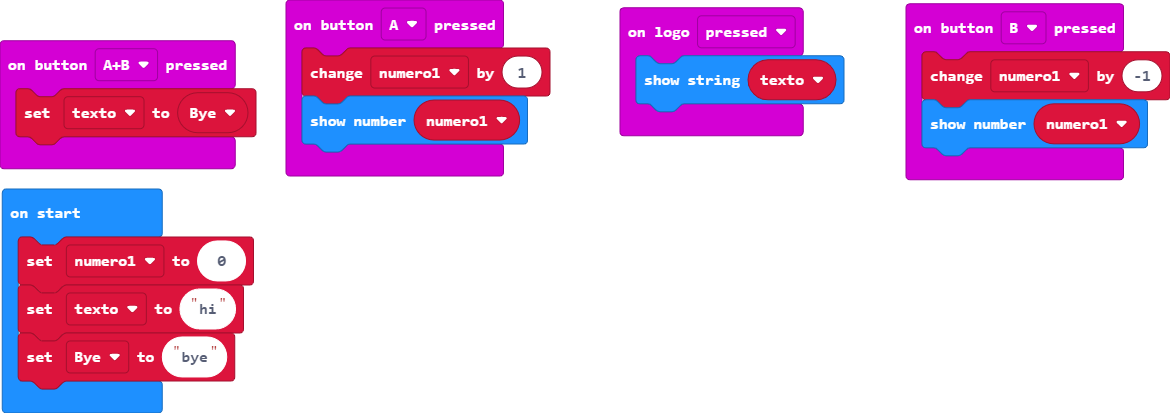 on button A+B pressed
set texto to Bye
on button A pressed
change numero1 by 1
show number numero1
on logo pressed
show string texto
on button B pressed
change numero1 by -1
show number numero1
on start
set numero1 to 0
set texto to "hi"
set Bye to "bye"